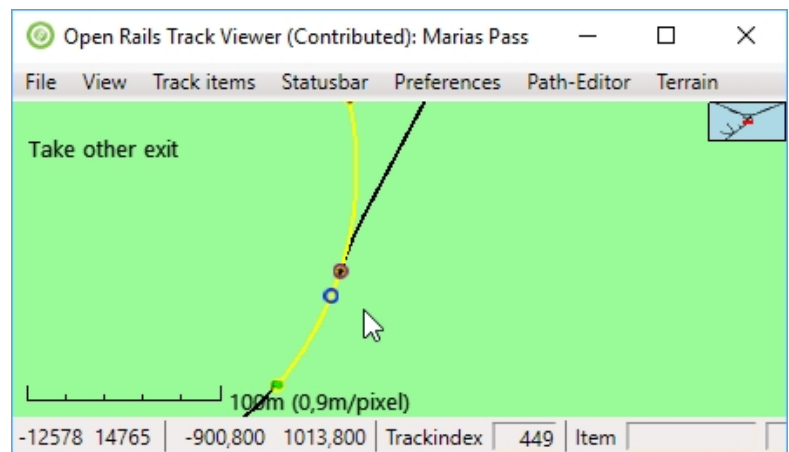 Open Rails Track Viewer (Contributed): Marias Pass
File View Track items Statusbar Preferences Path-Editor Terrain
Take other exit
100m (0,9m/pixel)
-12578 14765 -900,800 1013,800 Trackindex 449 Item